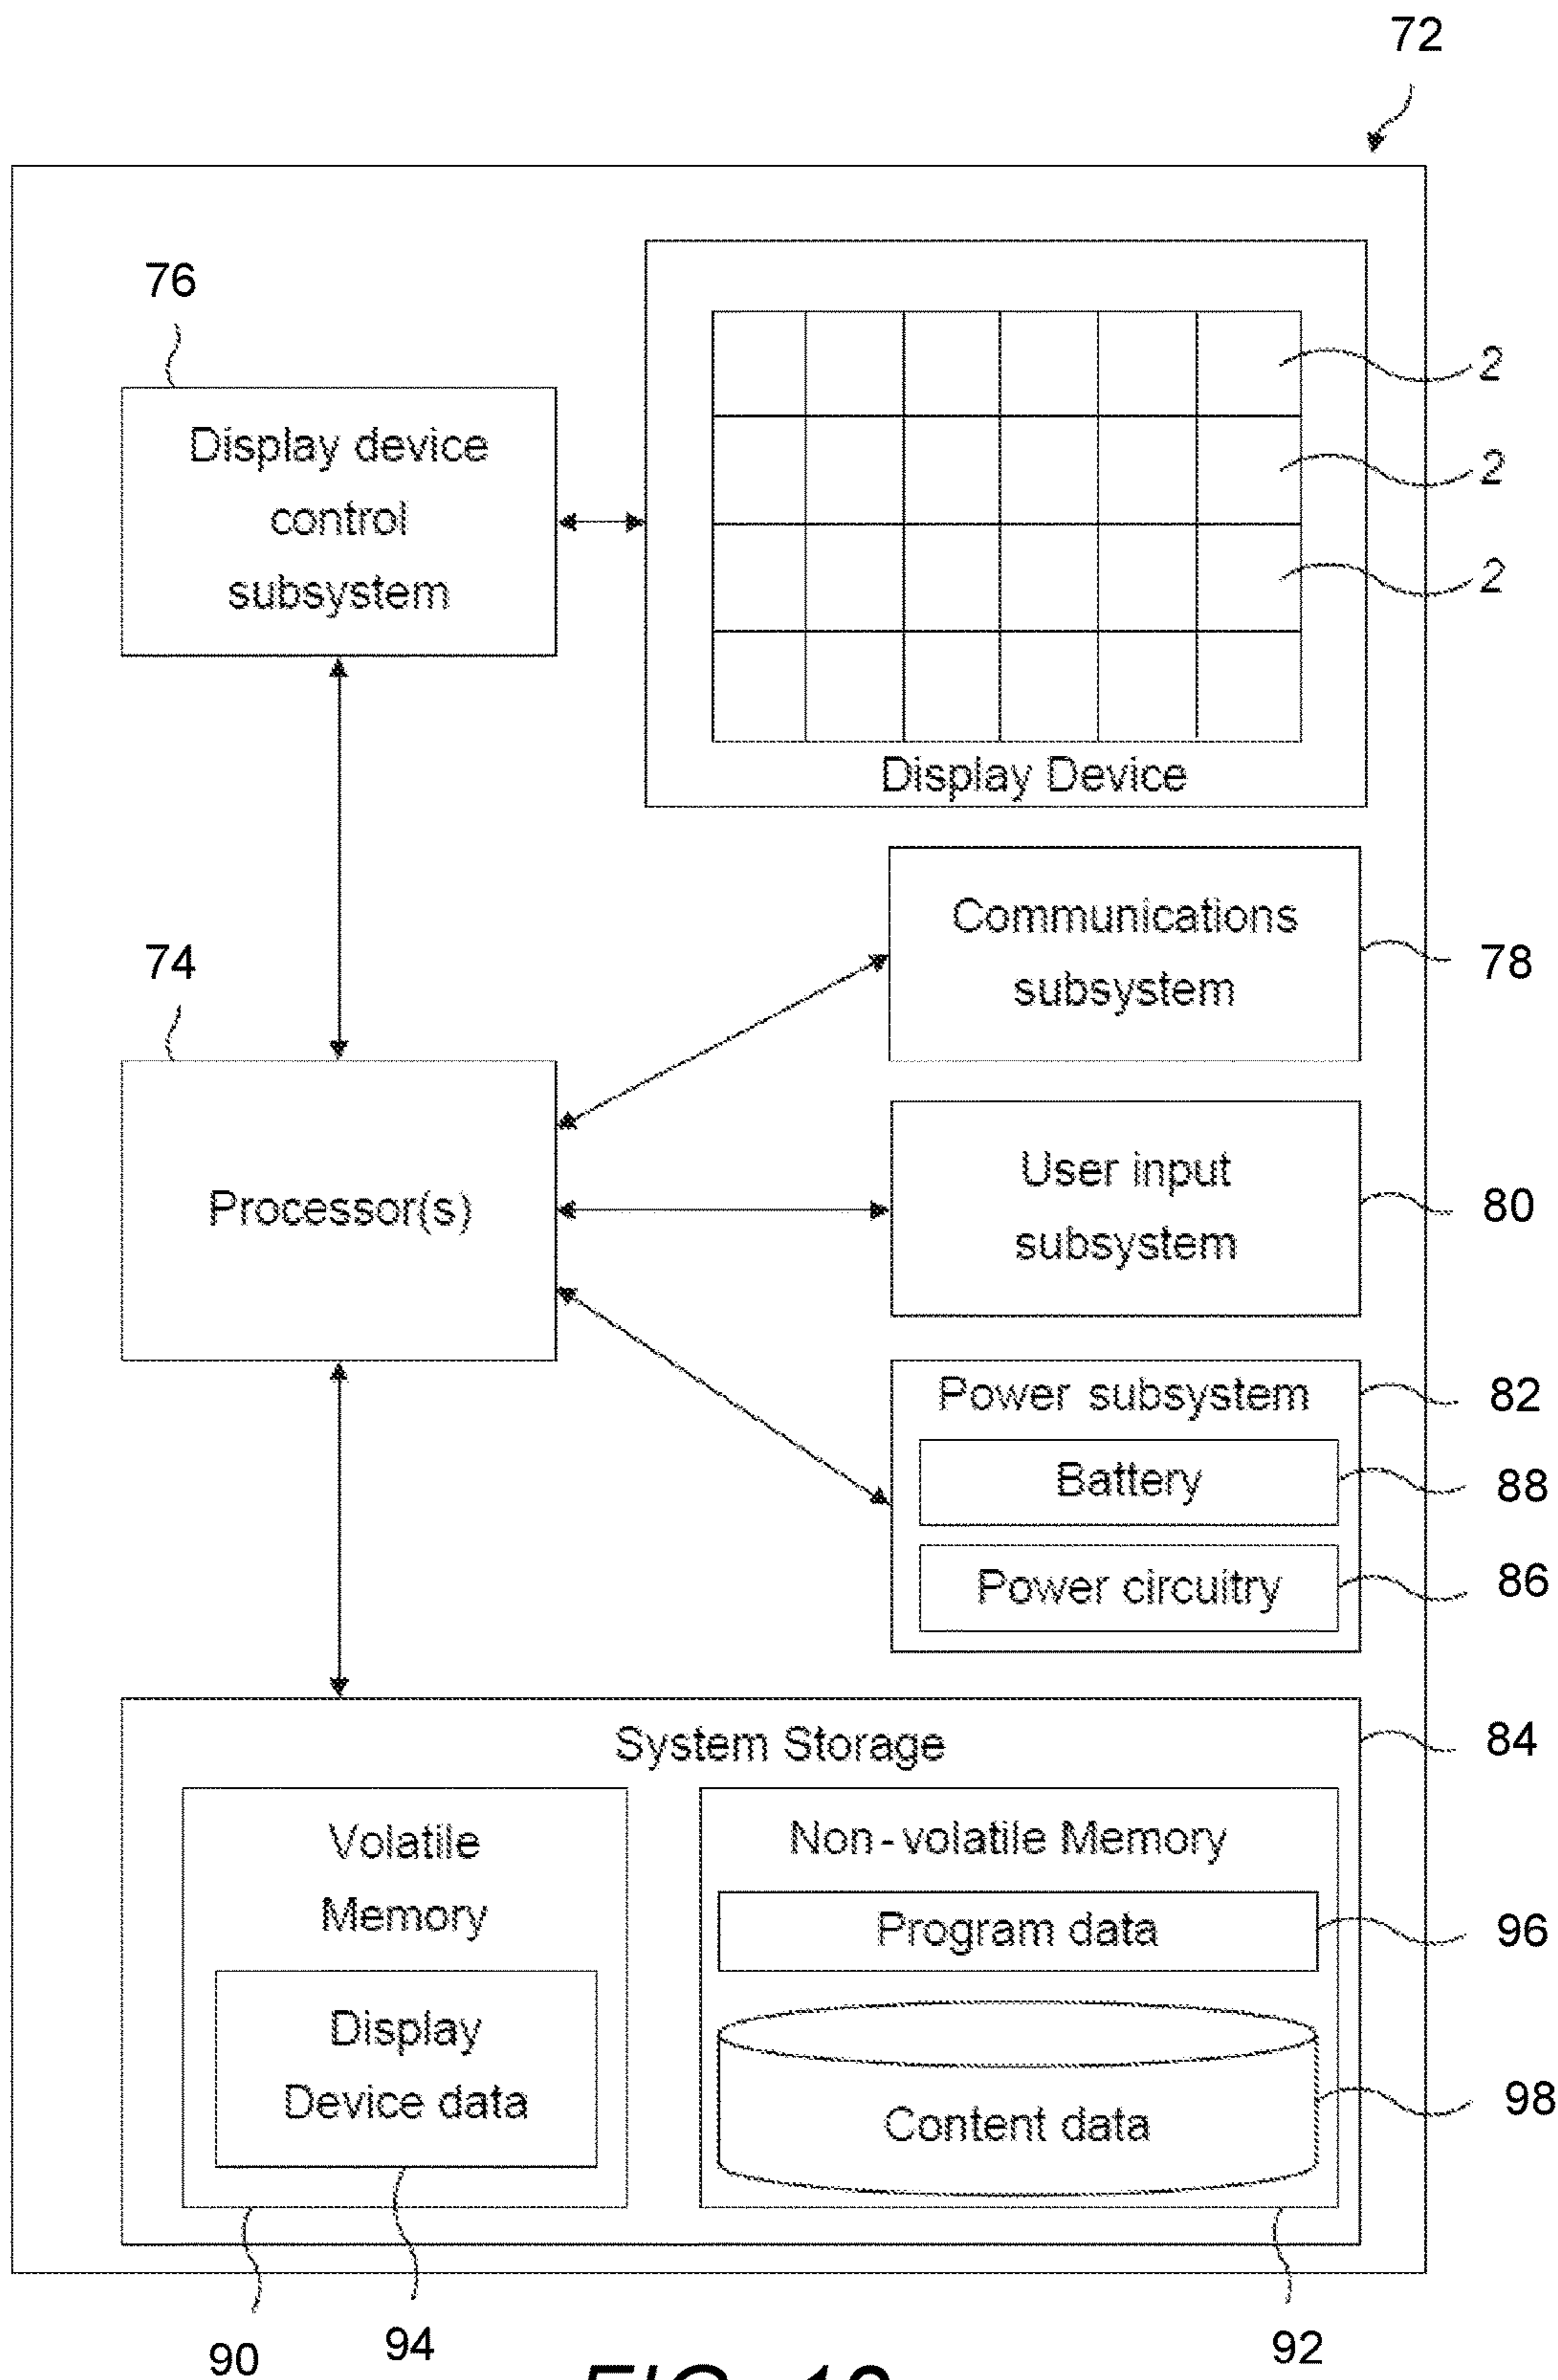 72
76
Display device
control
subsystem
2
2
2
Display Device
Communications
subsystem
78
74
Processor(s)
User input
subsystem
80
Power subsystem
82
Battery
88
Power circuitry
86
System Storage
84
Volatile
Memory
Non-volatile Memory
Program data
96
Display
Device data
Content data
98
90
94
92